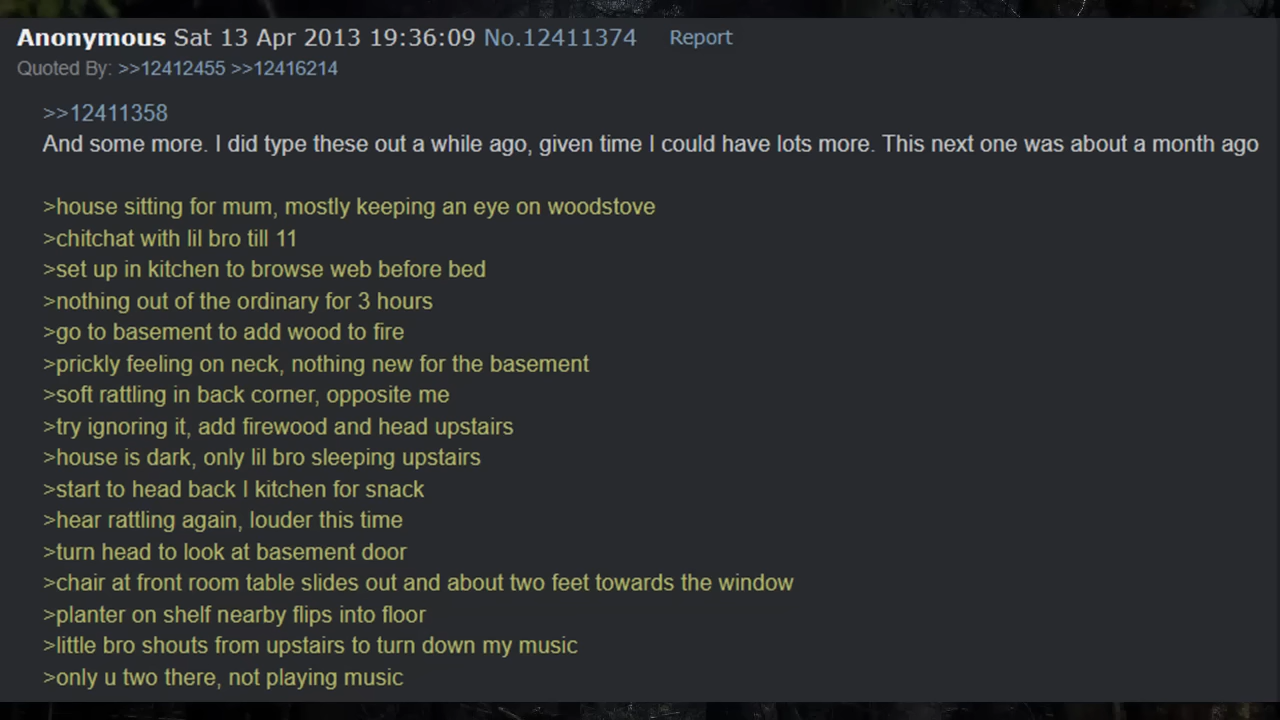 Anonymous Sat 13 Apr 2013 19:36:09 No.12411374 Report
Quoted By: >>12412455 >>12416214
>>12411358
And some more. I did type these out a while ago, given time I could have lots more. This next one was about a month ago
>house sitting for mum, mostly keeping an eye on woodstove
>chitchat with lil bro till 11
>set up in kitchen to browse web before bed
>nothing out of the ordinary for 3 hours
>go to basement to add wood to fire
>prickly feeling on neck, nothing new for the basement
>soft rattling in back corner, opposite me
>try ignoring it, add firewood and head upstairs
>house is dark, only lil bro sleeping upstairs
>start to head back I kitchen for snack
>hear rattling again, louder this time
>turn head to look at basement door
>chair at front room table slides out and about two feet towards the window
>planter on shelf nearby flips into floor
>little bro shouts from upstairs to turn down my music
>only u two there, not playing music